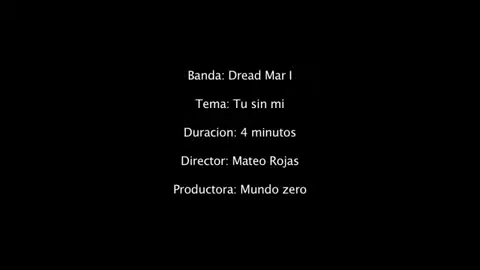 Banda: Dread Mar I
Tema: Tu sin mi
Duracion: 4 minutos
Director: Mateo Rojas
Productora: Mundo zero